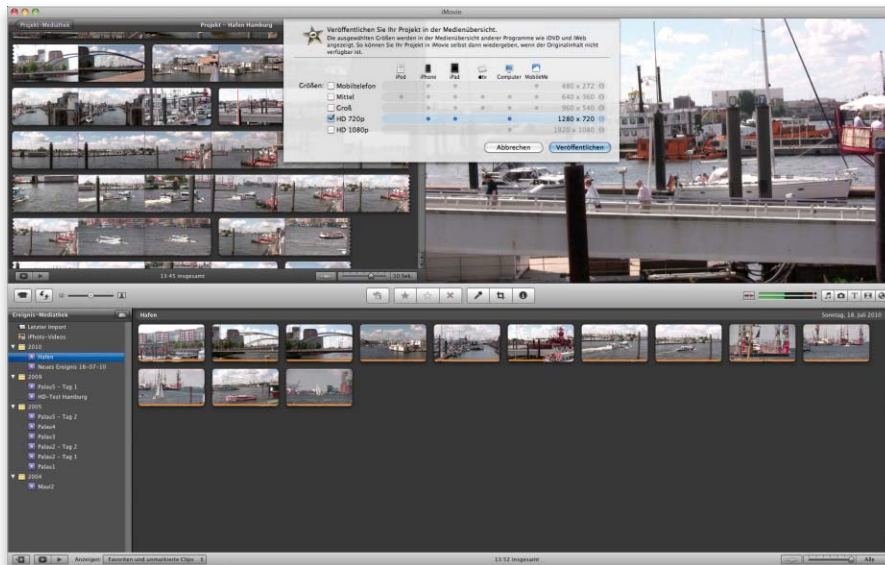 iMovie
Projekt-Mediathek
Projekt – Hafen Hamburg
Veröffentlichen Sie Ihr Projekt in der Medienübersicht.
Die ausgewählten Größen werden in der Medienübersicht anderer Programme wie iDVD und iWeb
angezeigt. So können Sie Ihr Projekt in iMovie selbst dann wiedergeben, wenn der Originalinhalt nicht
verfügbar ist.
iPod iPhone iPad tv Computer MobileMe
Größen: Mobiltelefon 480 x 272
Mittel 640 x 360
Groß 960 x 540
HD 720p 1280 x 720
HD 1080p 1920 x 1080
Abbrechen Veröffentlichen
13:45 insgesamt
10 Sek.
Ereignis-Mediathek
Hafen
Sonntag, 18. Juli 2010
Letzter Import
iPhoto-Videos
2010
Hafen
Neues Ereignis 16-07-10
2009
Palau5 – Tag 1
HD-Test Hamburg
2005
Palau5 – Tag 2
Palau4
Palau3
Palau2 – Tag 2
Palau2 – Tag 1
Palau1
2004
Anzeigen: Favoriten und unmarkierte Clips
13:52 insgesamt
Alle